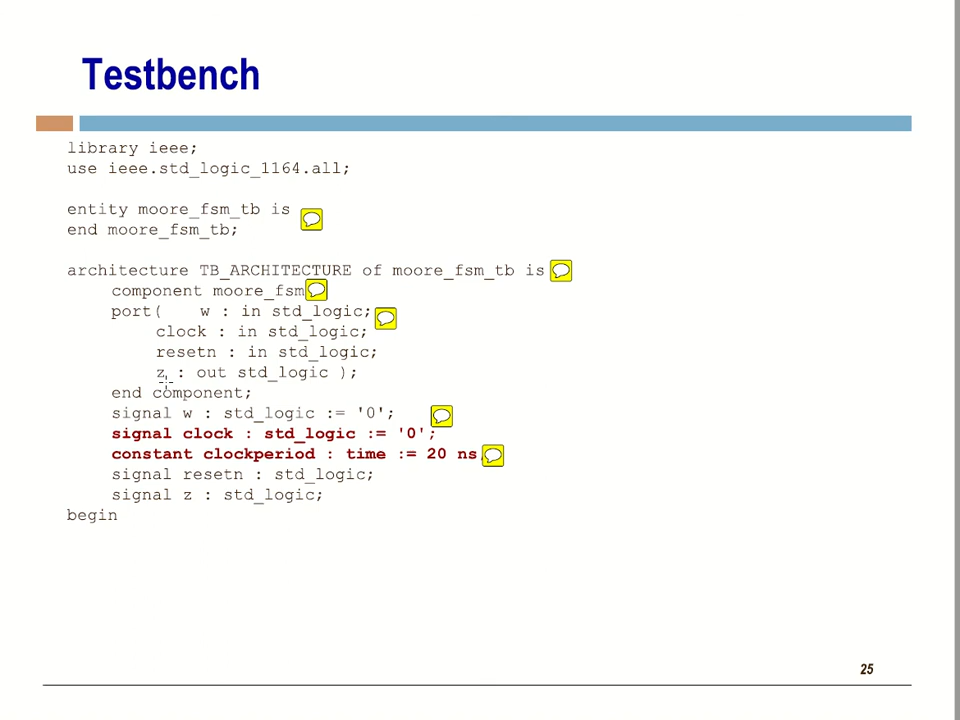 Testbench
library ieee;
use ieee.std_logic_1164.all;
entity moore_fsm_tb is
end moore_fsm_tb;
architecture TB_ARCHITECTURE of moore_fsm_tb is
component moore_fsm
port( w : in std_logic;
clock : in std_logic;
resetn : in std_logic;
z : out std_logic );
end component;
signal w : std_logic := '0';
signal clock : std_logic := '0';
constant clockperiod : time := 20 ns;
signal resetn : std_logic;
signal z : std_logic;
begin
25